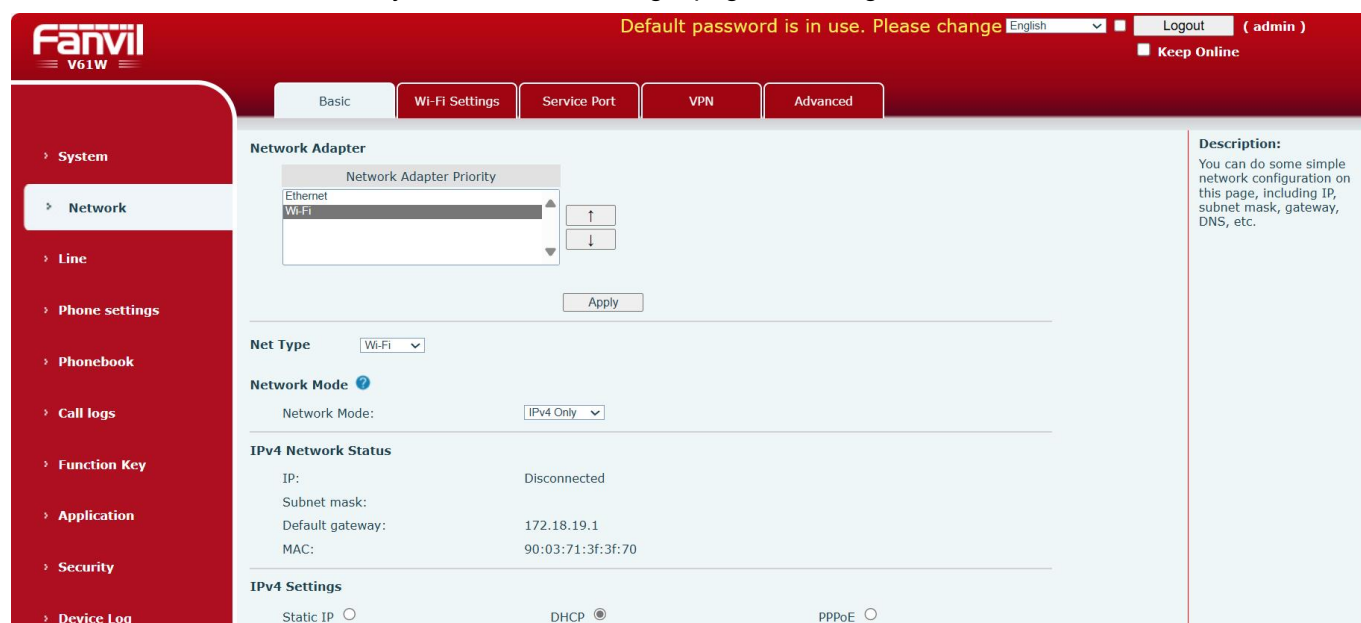 Fanvil
V61W
Default password is in use. Please change English Logout ( admin )
Keep Online
Basic Wi-Fi Settings Service Port VPN Advanced
› System
› Network
› Line
› Phone settings
› Phonebook
› Call logs
› Function Key
› Application
› Security
› Device Log
Network Adapter
Network Adapter Priority
Ethernet
Wi-Fi
↑
↓
Apply
Net Type Wi-Fi
Network Mode ?
Network Mode: IPv4 Only
IPv4 Network Status
IP: Disconnected
Subnet mask:
Default gateway: 172.18.19.1
MAC: 90:03:71:3f:3f:70
IPv4 Settings
Static IP DHCP PPPoE
Description:
You can do some simple
network configuration on
this page, including IP,
subnet mask, gateway,
DNS, etc.